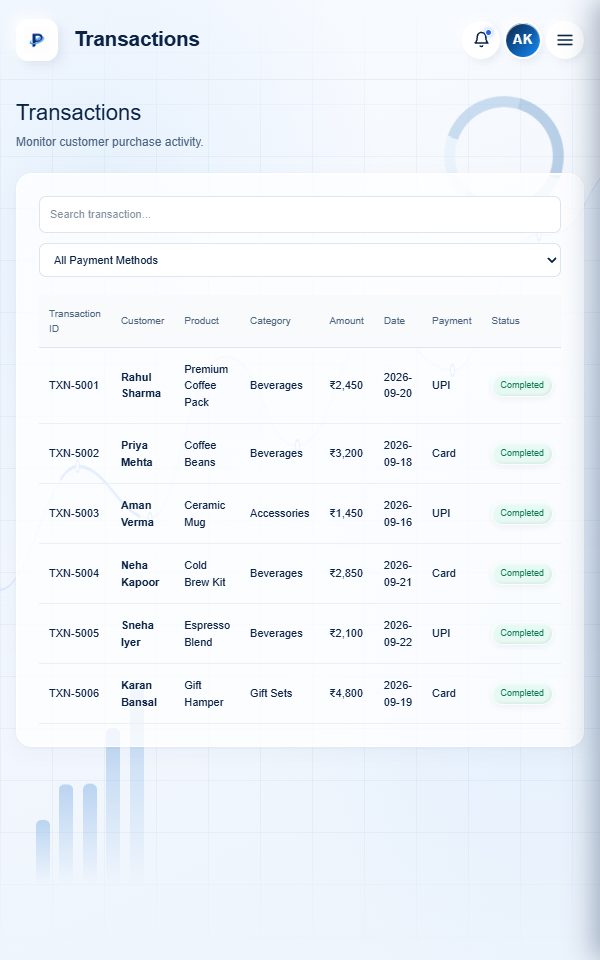 Transactions
AK
Transactions
Monitor customer purchase activity.
Search transaction...
All Payment Methods
Transaction ID Customer Product Category Amount Date Payment Status
TXN-5001 Rahul Sharma Premium Coffee Pack Beverages ₹2,450 2026-09-20 UPI Completed
TXN-5002 Priya Mehta Coffee Beans Beverages ₹3,200 2026-09-18 Card Completed
TXN-5003 Aman Verma Ceramic Mug Accessories ₹1,450 2026-09-16 UPI Completed
TXN-5004 Neha Kapoor Cold Brew Kit Beverages ₹2,850 2026-09-21 Card Completed
TXN-5005 Sneha Iyer Espresso Blend Beverages ₹2,100 2026-09-22 UPI Completed
TXN-5006 Karan Bansal Gift Hamper Gift Sets ₹4,800 2026-09-19 Card Completed